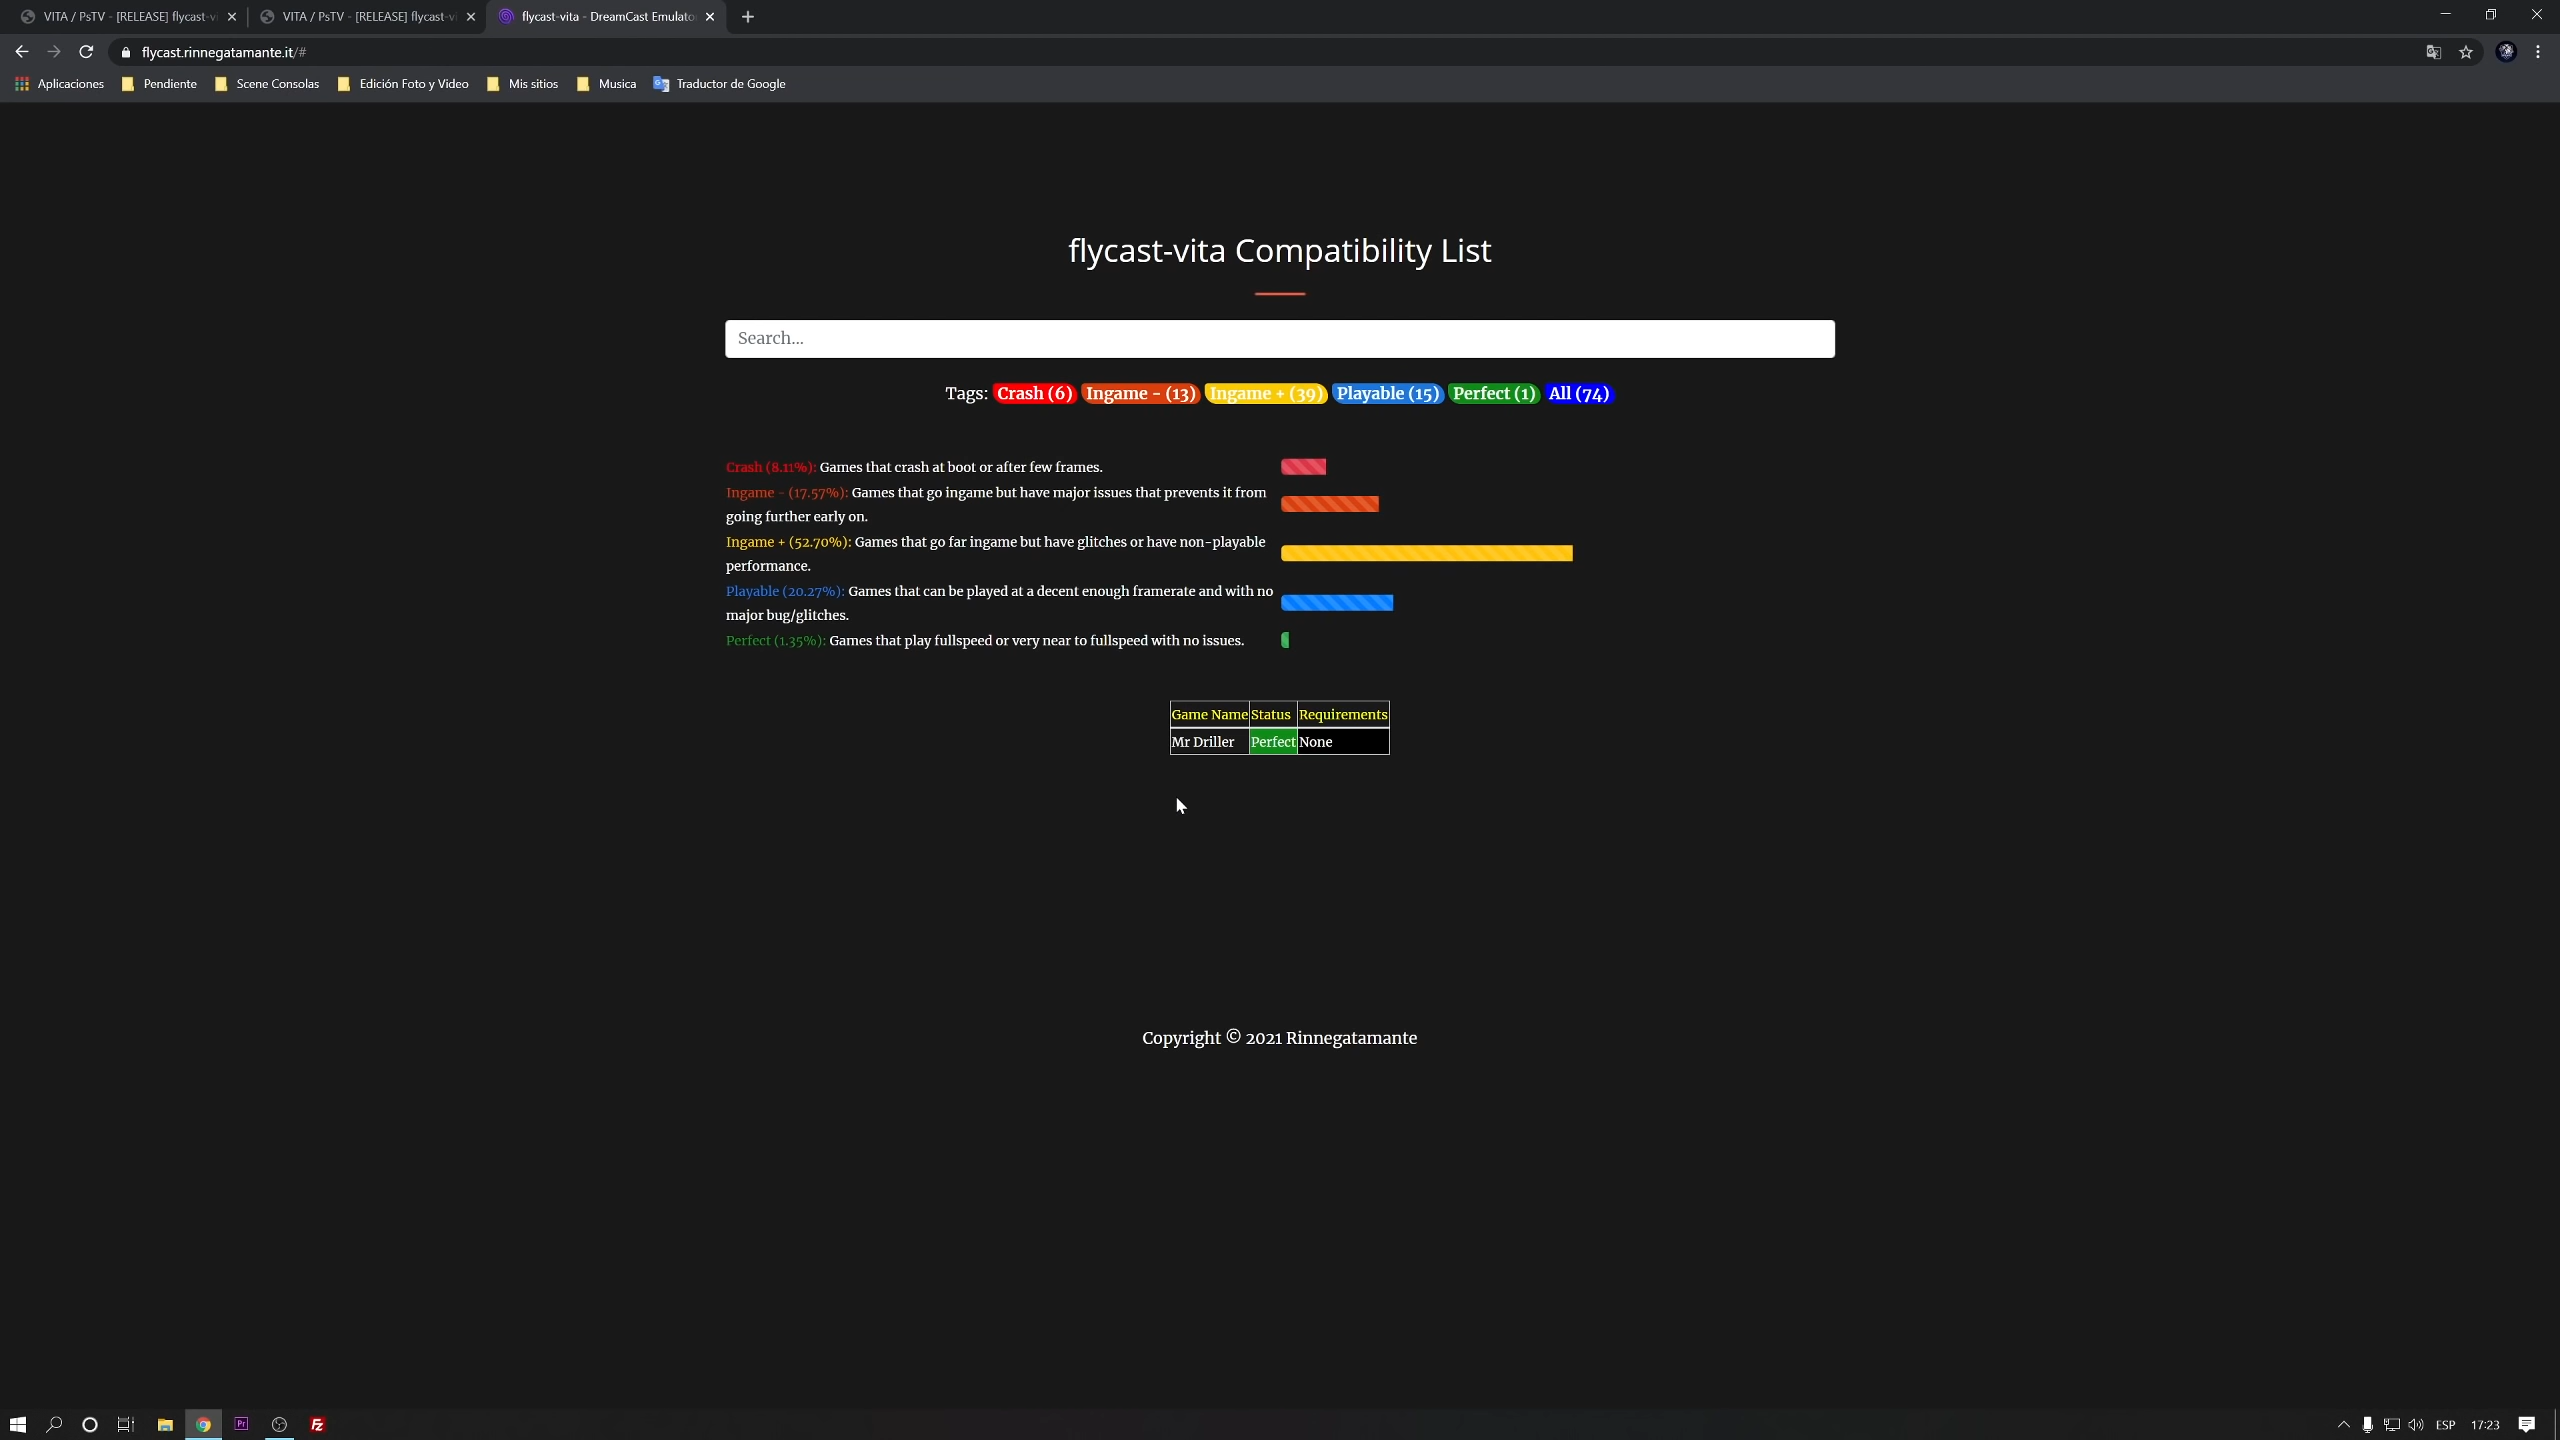 VITA / PsTV - [RELEASE] flycast-vi
VITA / PsTV - [RELEASE] flycast-vi
flycast-vita - DreamCast Emulator
flycast.rinnegatamante.it/#
Aplicaciones
Pendiente
Scene Consolas
Edición Foto y Video
Mis sitios
Musica
Traductor de Google
flycast-vita Compatibility List
Search...
Tags: Crash (6) Ingame - (13) Ingame + (39) Playable (15) Perfect (1) All (74)
Crash (8.11%): Games that crash at boot or after few frames.
Ingame - (17.57%): Games that go ingame but have major issues that prevents it from
going further early on.
Ingame + (52.70%): Games that go far ingame but have glitches or have non-playable
performance.
Playable (20.27%): Games that can be played at a decent enough framerate and with no
major bug/glitches.
Perfect (1.35%): Games that play fullspeed or very near to fullspeed with no issues.
Game Name Status Requirements
Mr Driller Perfect None
Copyright © 2021 Rinnegatamante
Pr
Fz
ESP
17:23